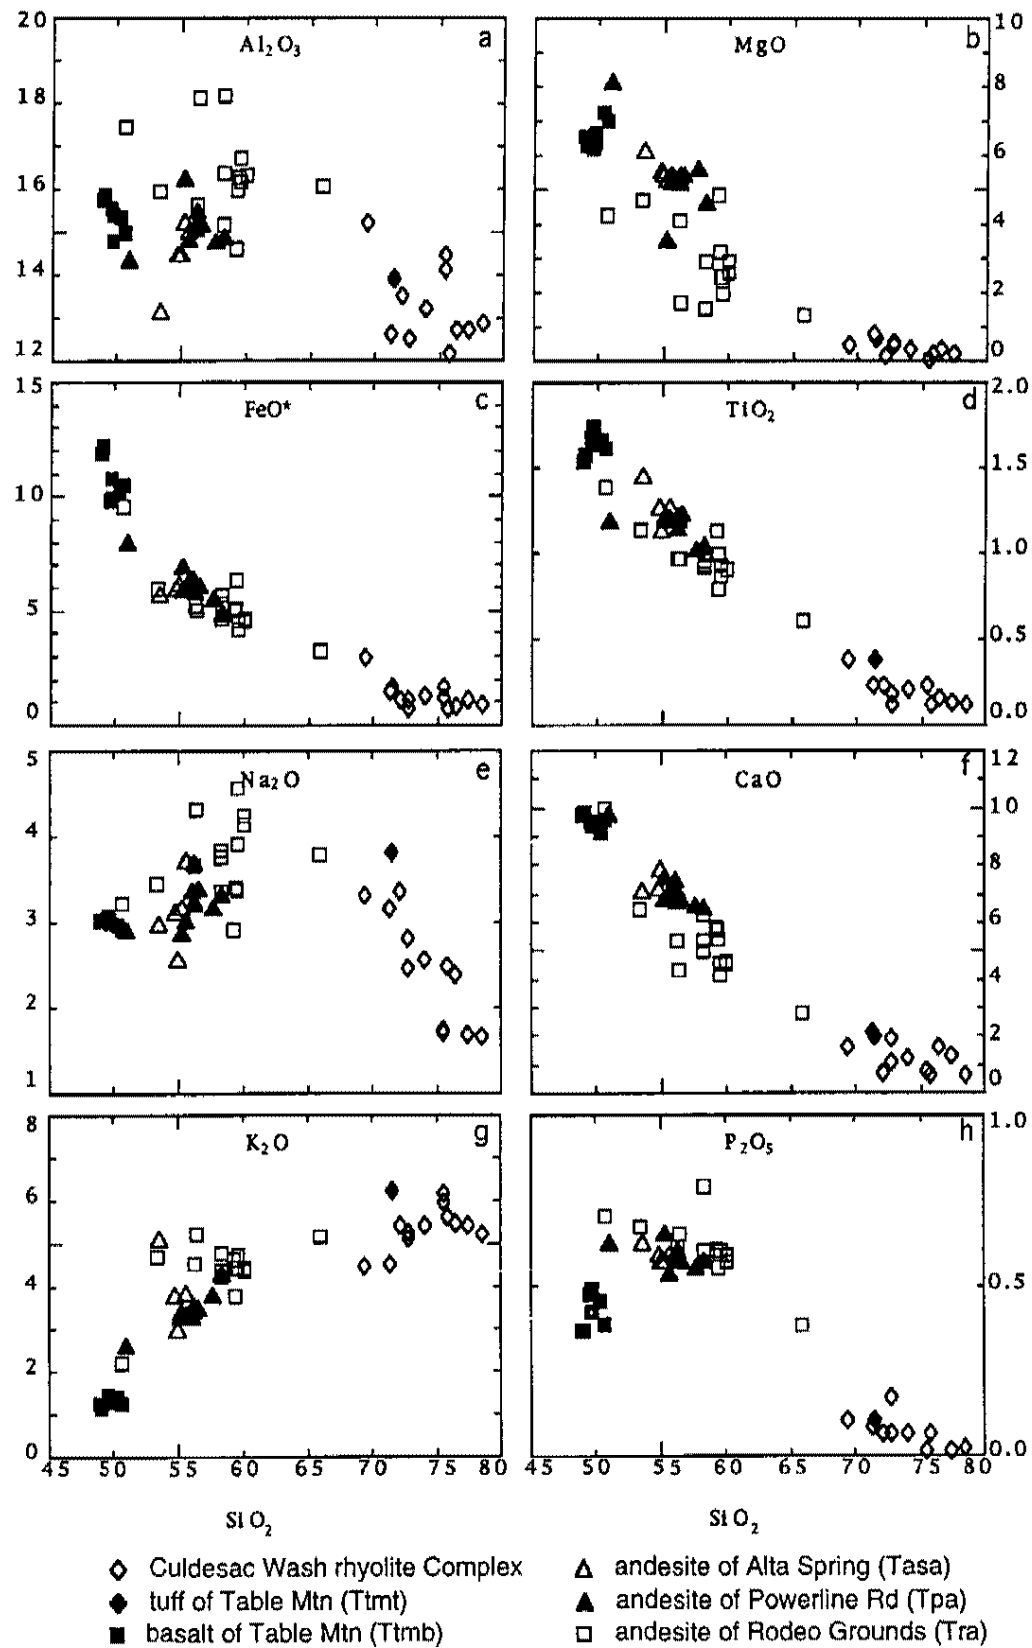 20
Al₂O₃
a
18
16
14
12
b
MgO
10
8
6
4
2
0
15
FeO*
c
10
5
0
TiO₂
d
2.0
1.5
1.0
0.5
0.0
5
Na₂O
e
4
3
2
1
CaO
f
12
10
8
6
4
2
0
8
K₂O
g
6
4
2
0
P₂O₅
h
1.0
0.5
0.0
45 50 55 60 65 70 75 80
45 50 55 60 65 70 75 80
SiO₂
SiO₂
Culdesac Wash rhyolite Complex
tuff of Table Mtn (Ttmt)
basalt of Table Mtn (Ttmb)
andesite of Alta Spring (Tasa)
andesite of Powerline Rd (Tpa)
andesite of Rodeo Grounds (Tra)